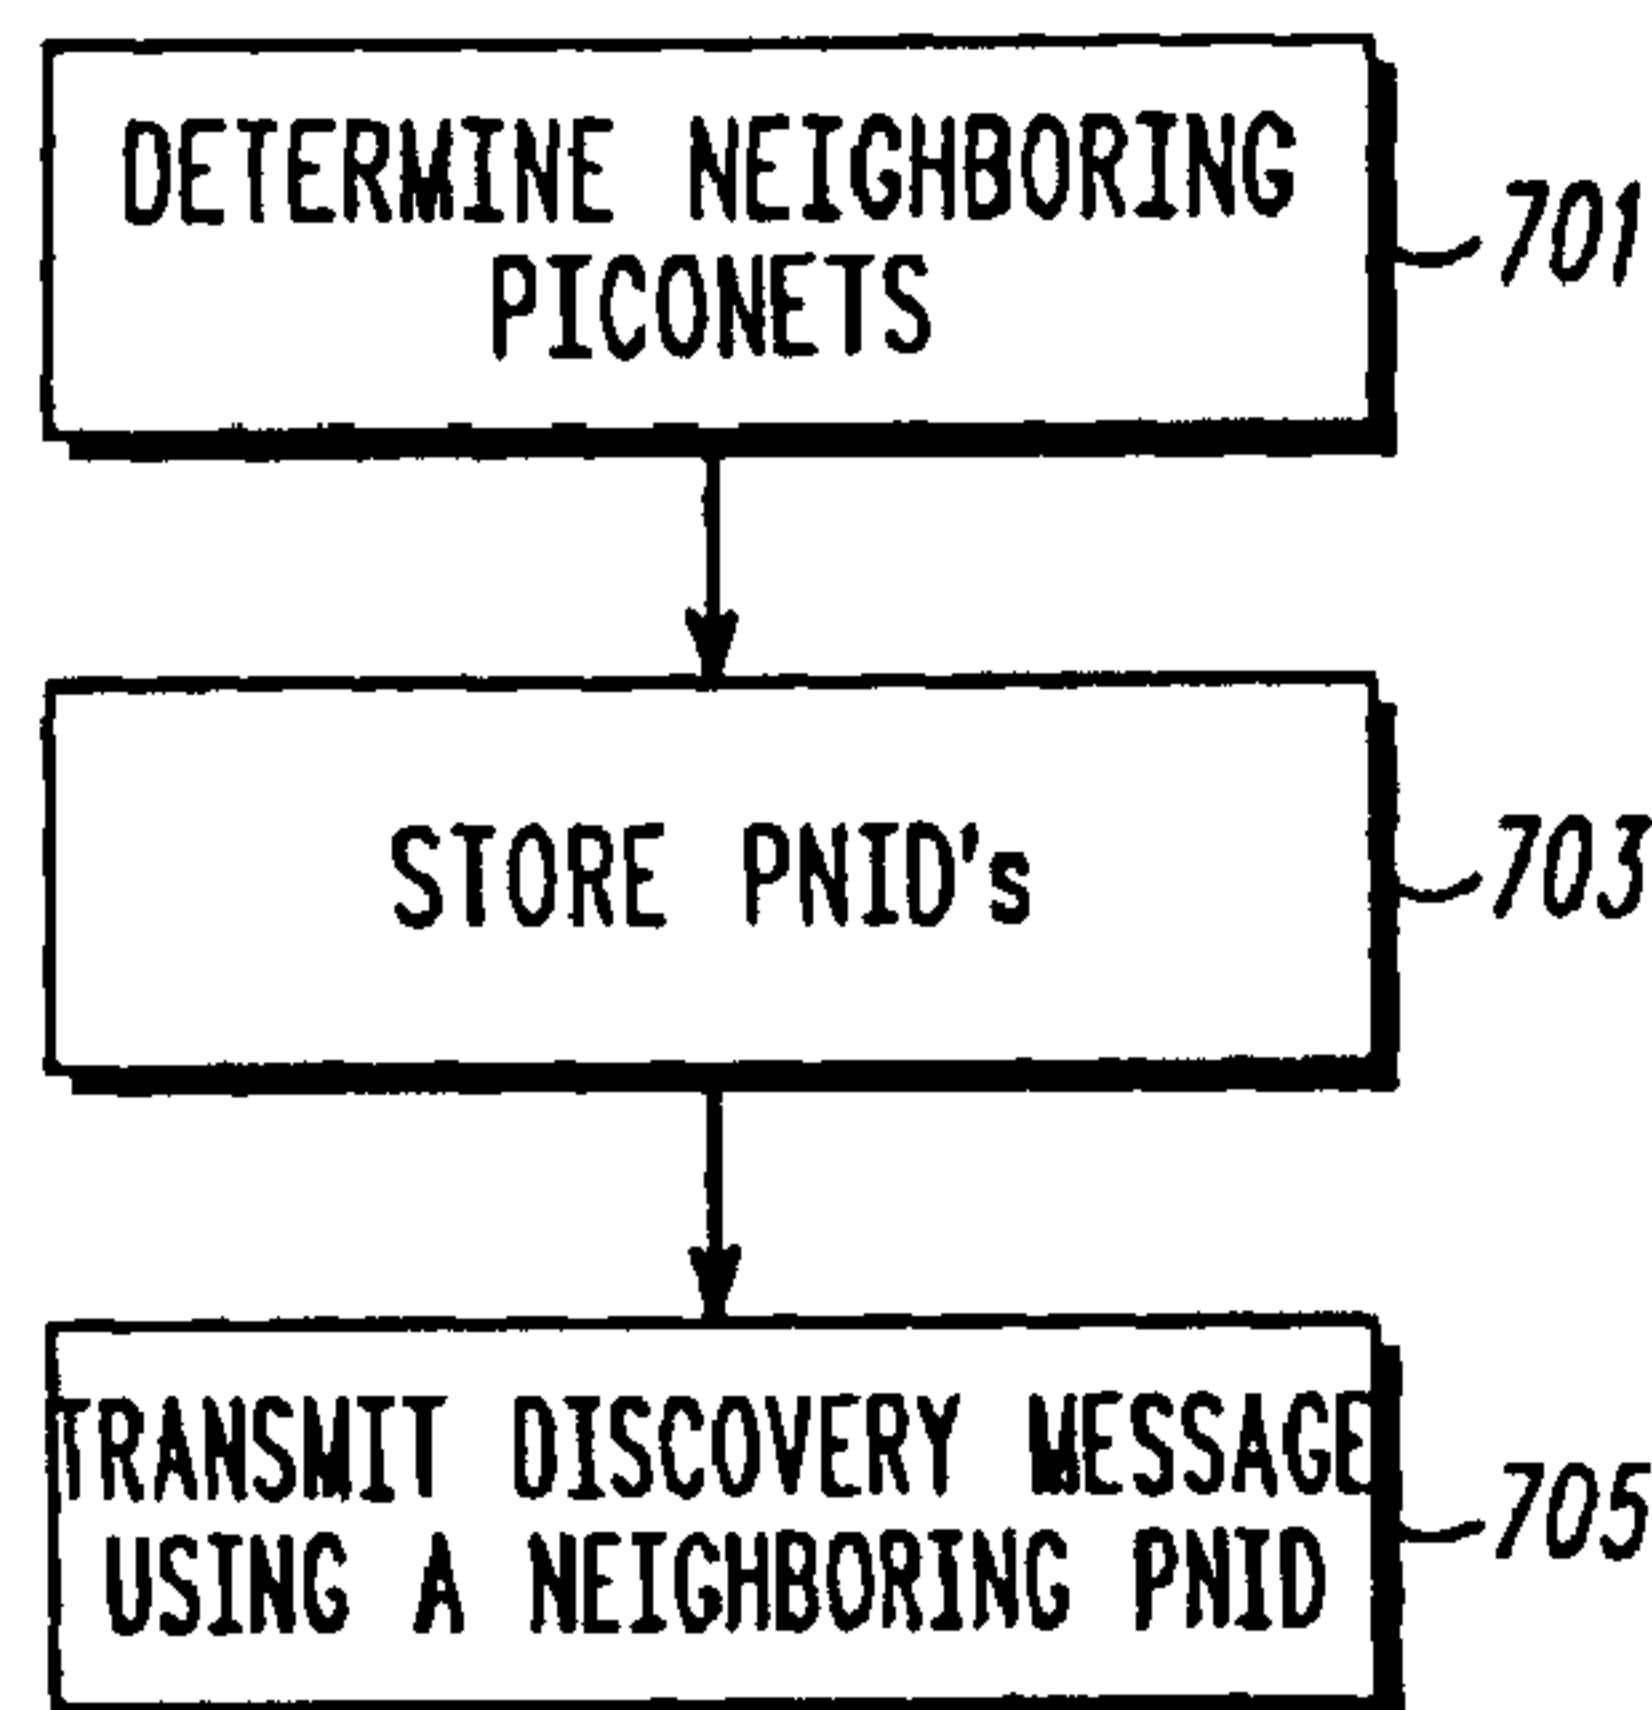 DETERMINE NEIGHBORING
PICONETS
701
STORE PNID's
703
TRANSMIT DISCOVERY MESSAGE
USING A NEIGHBORING PNID
705